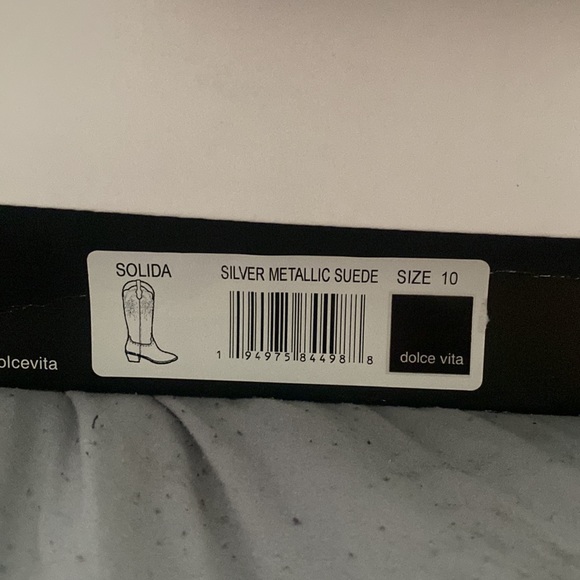 SOLIDA
SILVER METALLIC SUEDE
SIZE 10
1 94975 84498 8
dolce vita
olcevita